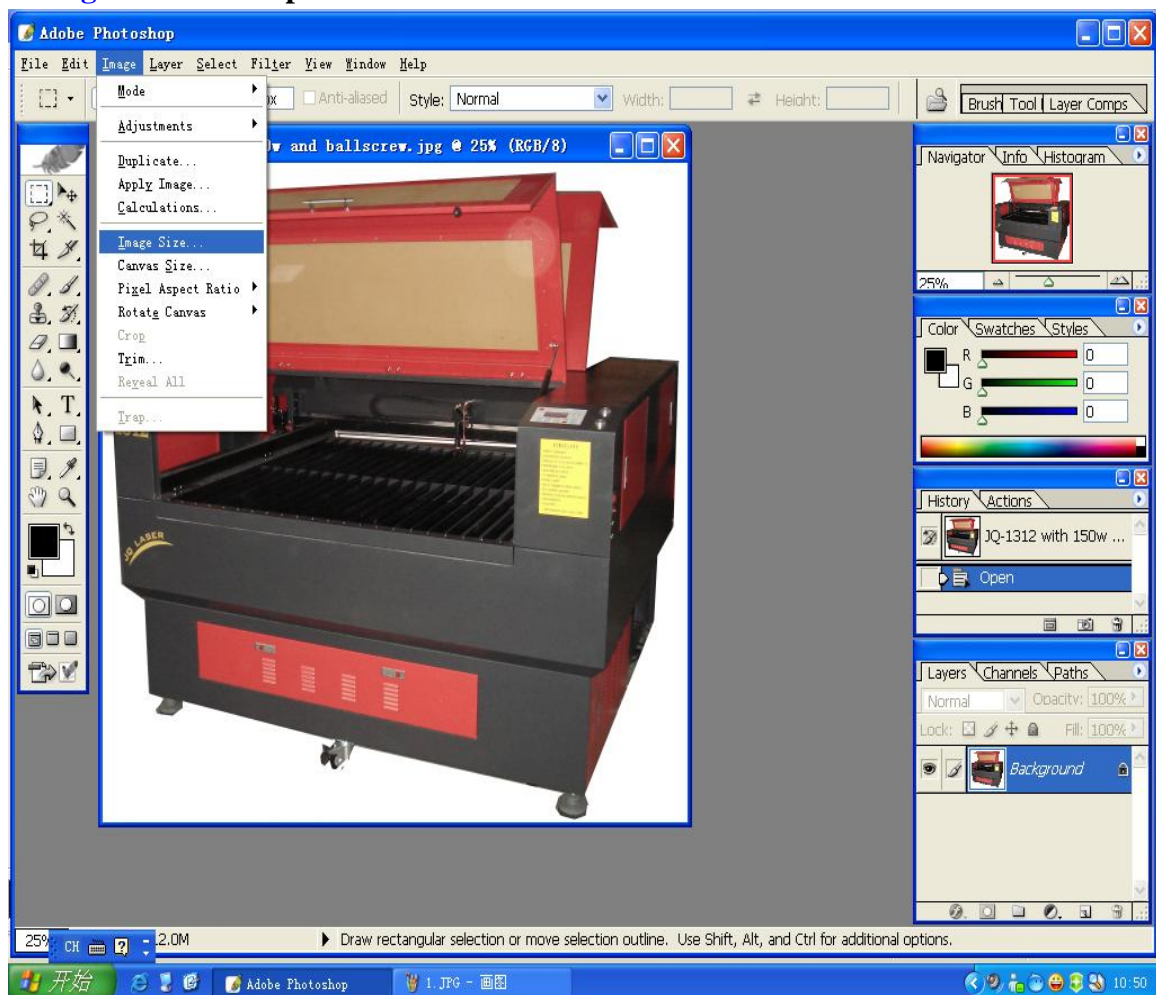 Adobe Photoshop
File Edit Image Layer Select Filter View Window Help
Mode
px Anti-aliased Style: Normal Width: Height:
Brush Tool Layer Comps
Adjustments
Duplicate...
Apply Image...
Calculations...
Image Size...
Canvas Size...
Pixel Aspect Ratio
Rotate Canvas
Crop
Trim...
Reveal All
Trap...
and ballscrew.jpg @ 25% (RGB/8)
JQ LASER
Navigator Info Histogram
25%
Color Swatches Styles
R 0
G 0
B 0
History Actions
JQ-1312 with 150w ...
Open
Layers Channels Paths
Normal Opacity: 100%
Lock: Fill: 100%
Background
25% CH 2.0M Draw rectangular selection or move selection outline. Use Shift, Alt, and Ctrl for additional options.
开始 Adobe Photoshop 1.JPG - 画图 10:50